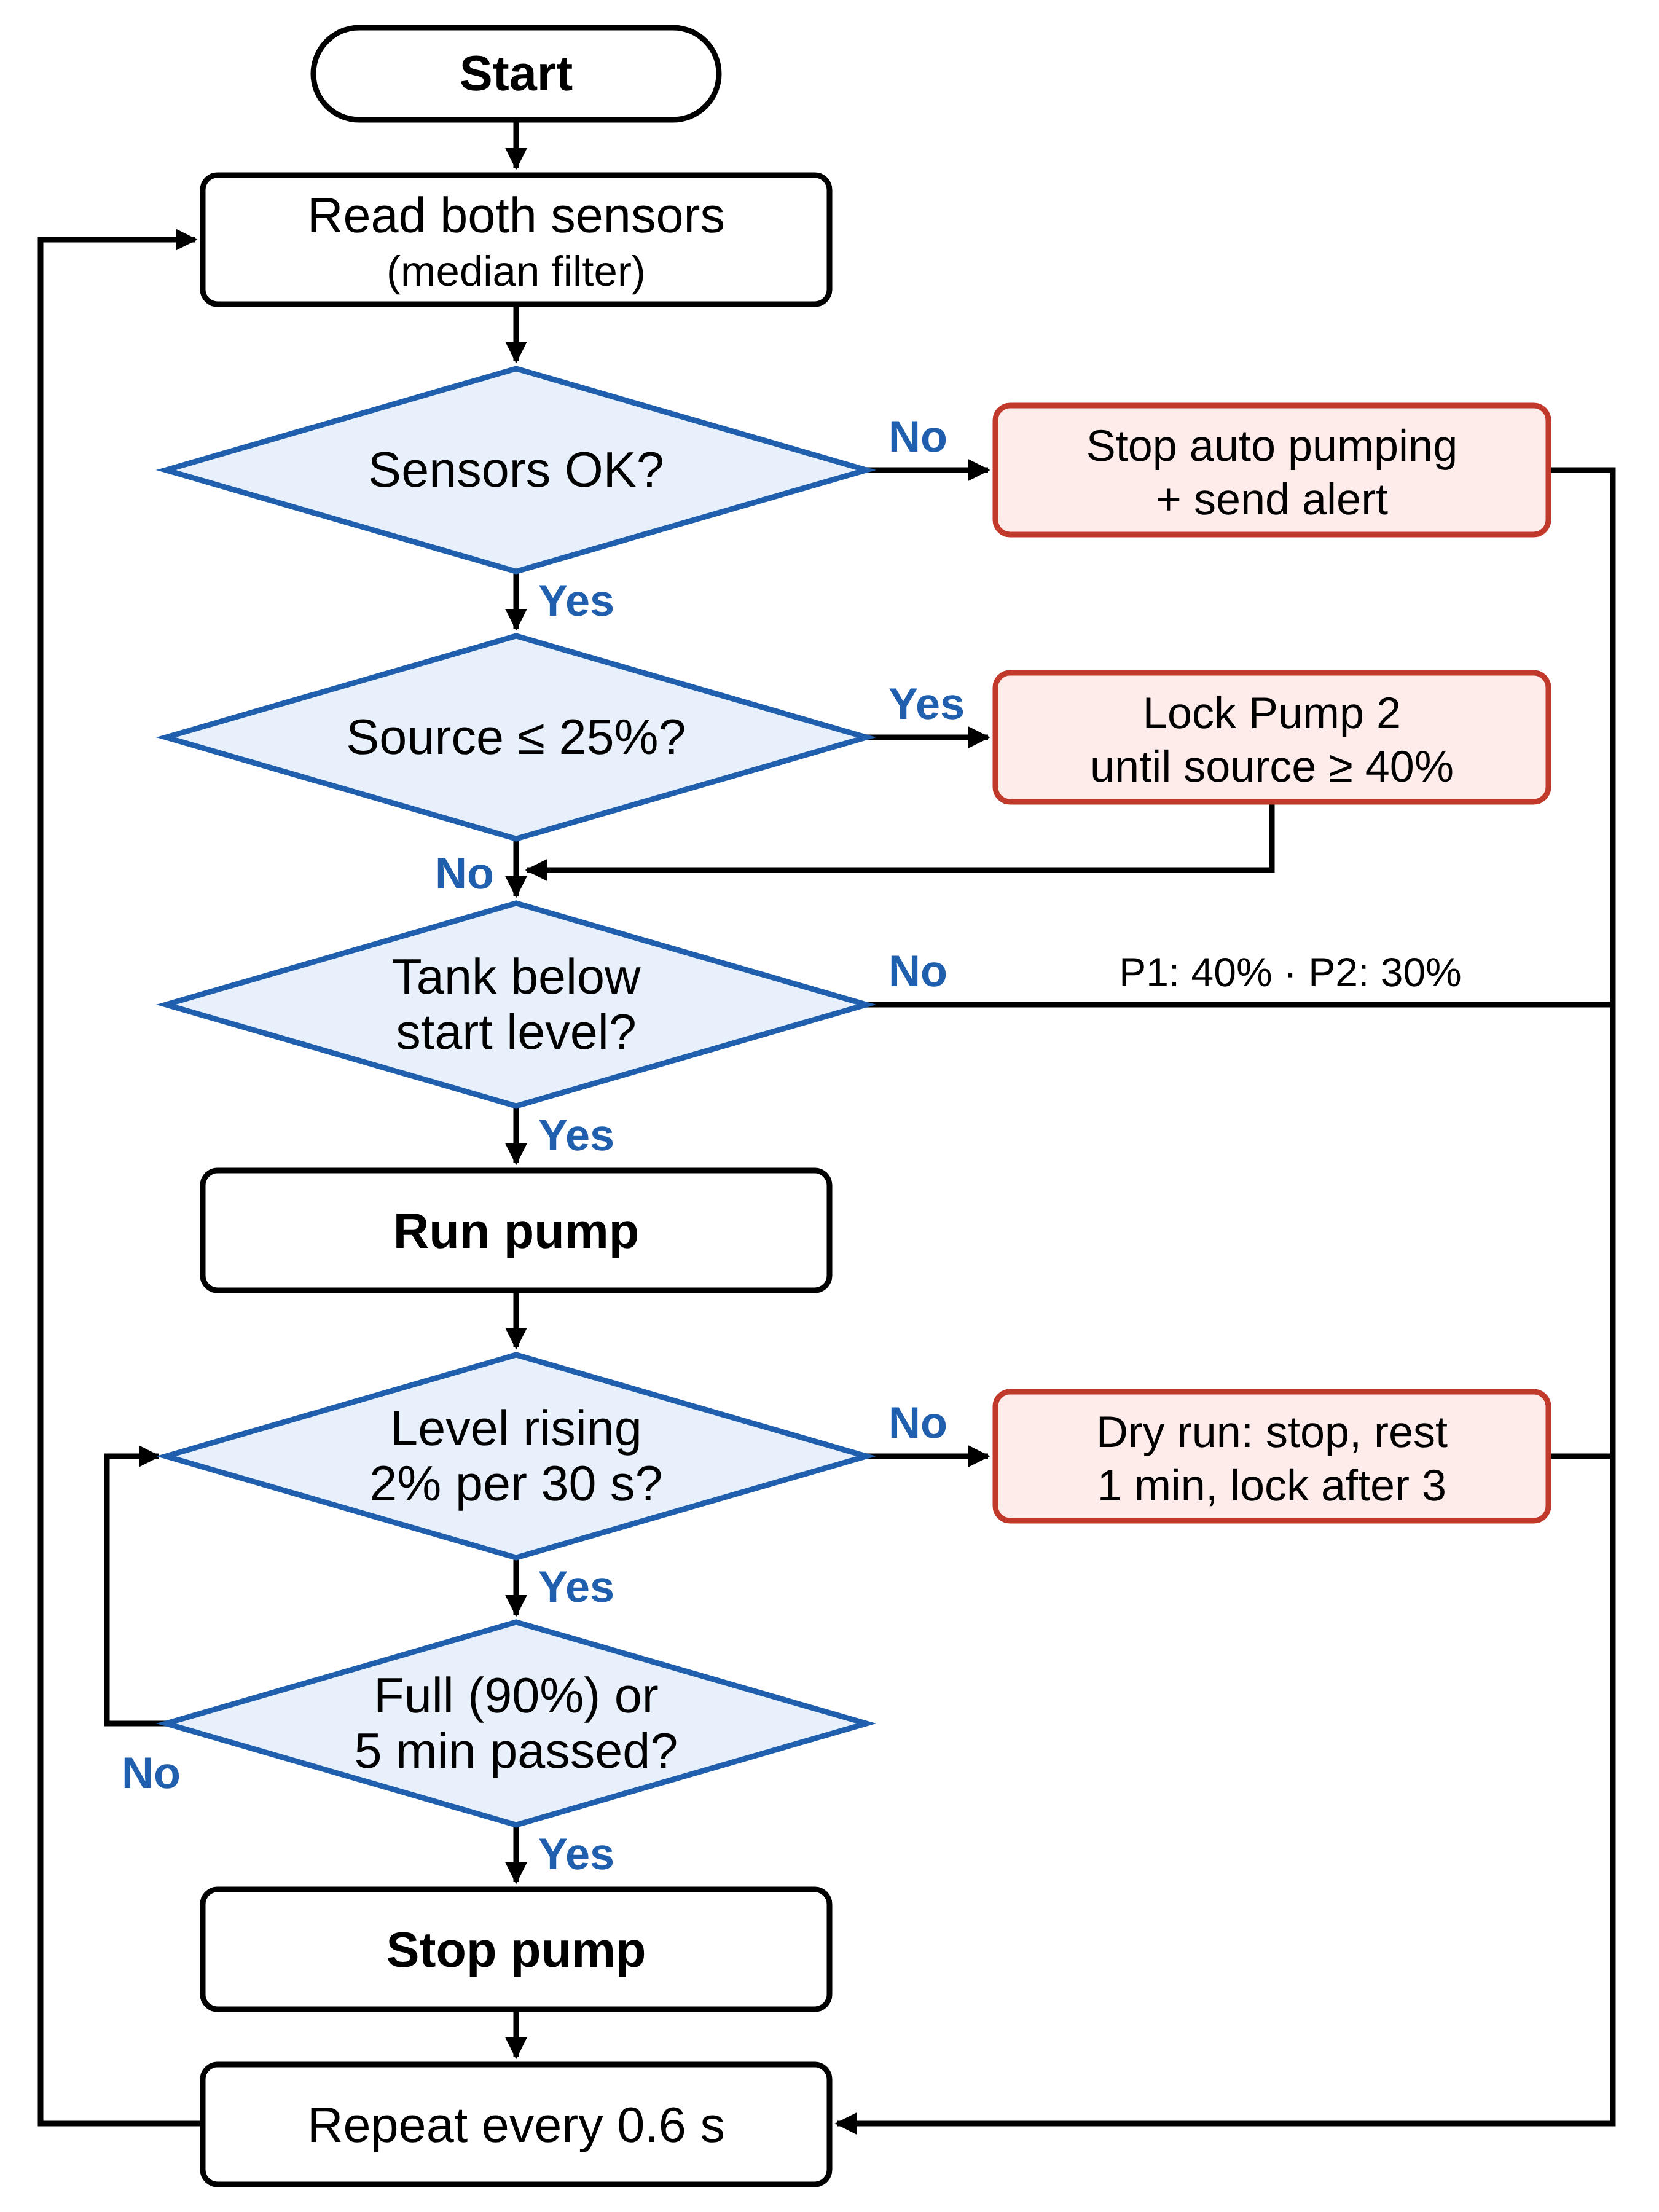 Start
Read both sensors
(median filter)
Sensors OK?
No
Stop auto pumping
+ send alert
Yes
Source ≤ 25%?
Yes
Lock Pump 2
until source ≥ 40%
No
Tank below
start level?
No
P1: 40% · P2: 30%
Yes
Run pump
Level rising
2% per 30 s?
No
Dry run: stop, rest
1 min, lock after 3
Yes
Full (90%) or
5 min passed?
No
Yes
Stop pump
Repeat every 0.6 s